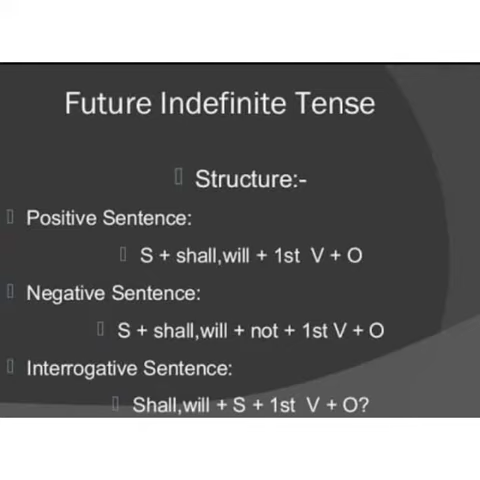 Future Indefinite Tense
Structure:-
Positive Sentence:
S + shall,will + 1st V + O
Negative Sentence:
S + shall,will + not + 1st V + O
Interrogative Sentence:
Shall,will + S + 1st V + O?